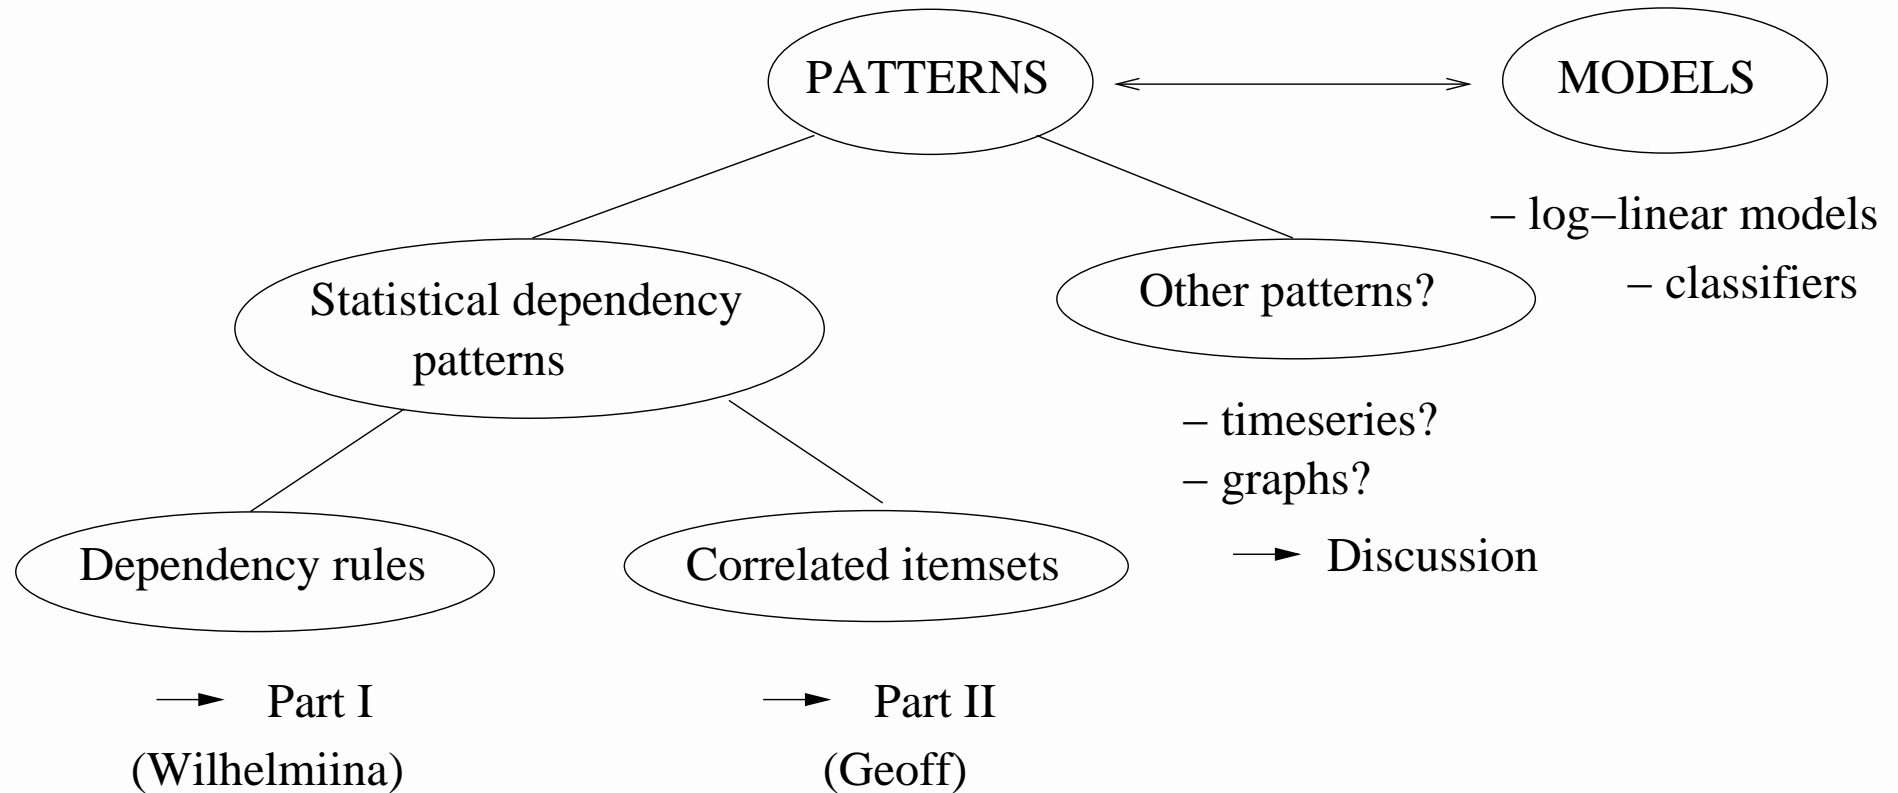 PATTERNS
MODELS
– log–linear models
– classifiers
Statistical dependency
patterns
Other patterns?
– timeseries?
– graphs?
Discussion
Dependency rules
Correlated itemsets
Part I
(Wilhelmiina)
Part II
(Geoff)